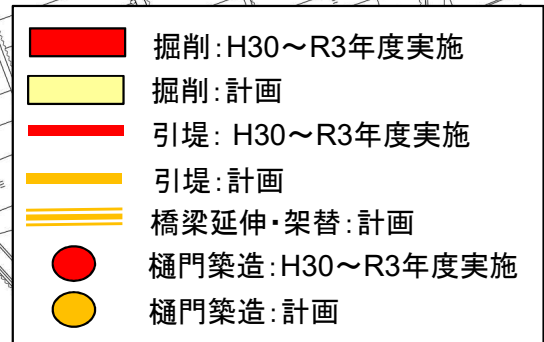 掘削：H30～R3年度実施
掘削：計画
引堤： H30～R3年度実施
引堤：計画
橋梁延伸・架替：計画
樋門築造：H30～R3年度実施
樋門築造：計画